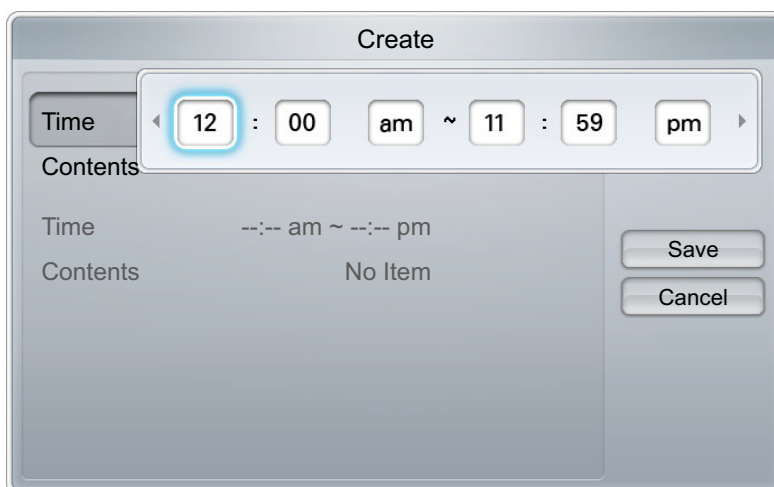 Create
Time 12 : 00 am ~ 11 : 59 pm
Contents
Time --:-- am ~ --:-- pm
Contents No Item
Save
Cancel